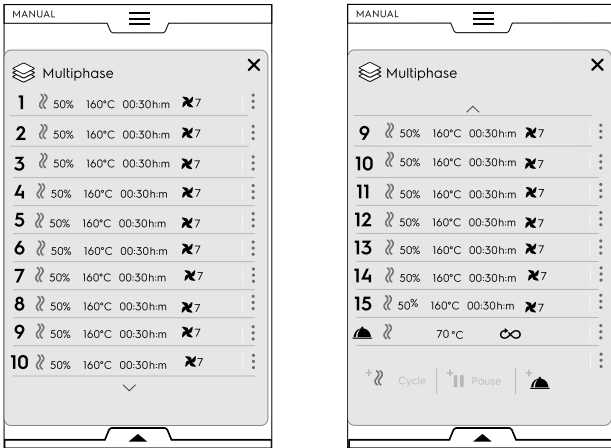 MANUAL
Multiphase
1 50% 160°C 00:30h:m 7
2 50% 160°C 00:30h:m 7
3 50% 160°C 00:30h:m 7
4 50% 160°C 00:30h:m 7
5 50% 160°C 00:30h:m 7
6 50% 160°C 00:30h:m 7
7 50% 160°C 00:30h:m 7
8 50% 160°C 00:30h:m 7
9 50% 160°C 00:30h:m 7
10 50% 160°C 00:30h:m 7
MANUAL
Multiphase
9 50% 160°C 00:30h:m 7
10 50% 160°C 00:30h:m 7
11 50% 160°C 00:30h:m 7
12 50% 160°C 00:30h:m 7
13 50% 160°C 00:30h:m 7
14 50% 160°C 00:30h:m 7
15 50% 160°C 00:30h:m 7
70 °C
+ Cycle + Pause +